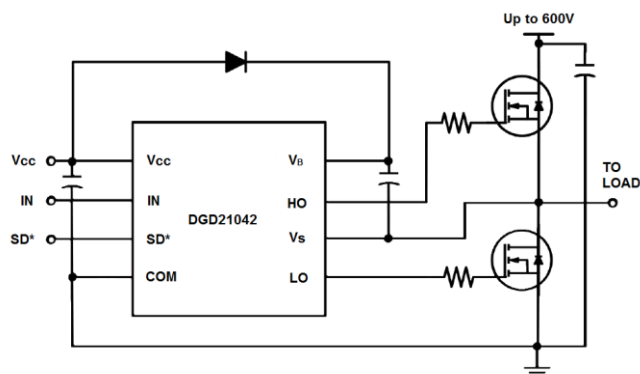 Up to 600V
Vcc
IN
SD*
Vcc
IN
SD*
COM
DGD21042
VB
HO
Vs
LO
TO
LOAD